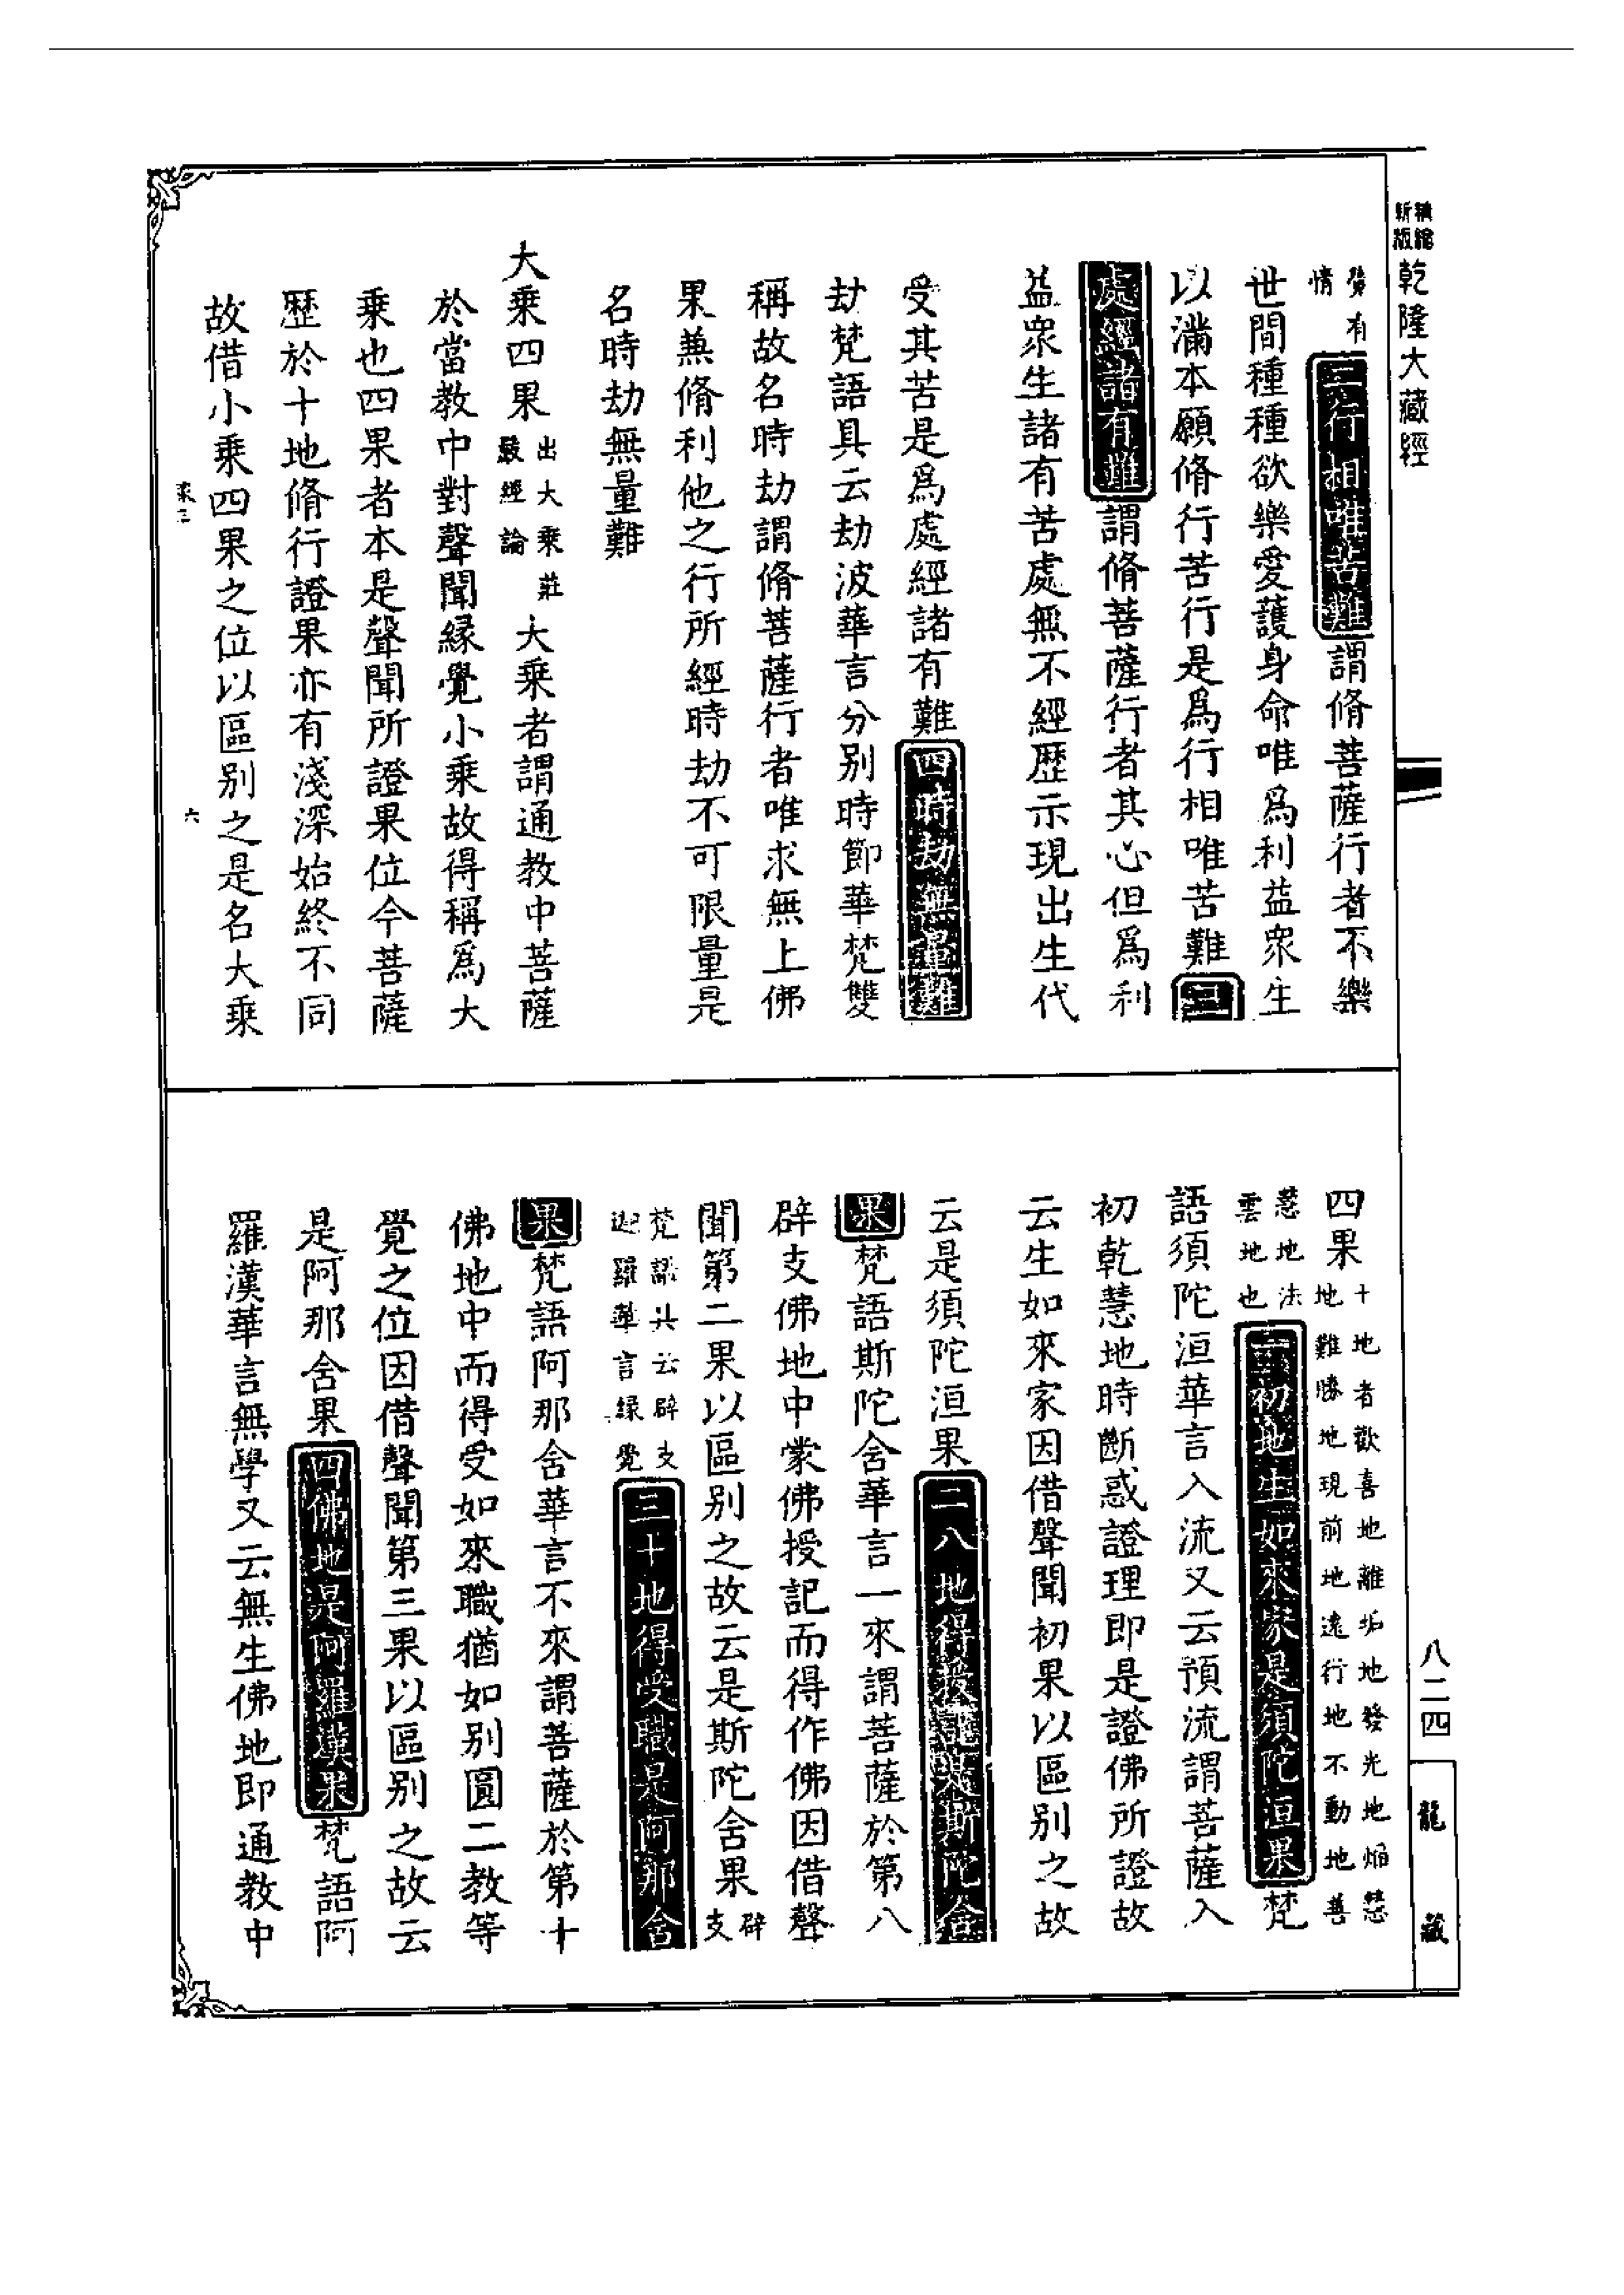 精縮新版 乾隆大藏經
覺有情二行相唯苦難謂脩菩薩行者不樂
世間種種欲樂愛護身命唯爲利益衆生
以滿本願脩行苦行是爲行相唯苦難三
處經諸有難謂脩菩薩行者其心但爲利
益衆生諸有苦處無不經歷示現出生代
受其苦是爲處經諸有難四時劫無量難
劫梵語具云劫波華言分别時節華梵雙
稱故名時劫謂脩菩薩行者唯求無上佛
果兼脩利他之行所經時劫不可限量是
名時劫無量難
大乘四果出大乘莊嚴經論大乘者謂通教中菩薩
於當教中對聲聞緣覺小乘故得稱爲大
乘也四果者本是聲聞所證果位今菩薩
歷於十地脩行證果亦有淺深始終不同
故借小乘四果之位以區别之是名大乘
六
四果十地者歡喜地離垢地發光地焰慧地難勝地現前地遠行地不動地善
慧地法雲地也一初地生如來家是須陀洹果梵
語須陀洹華言入流又云預流謂菩薩入
初乾慧地時斷惑證理即是證佛所證故
云生如來家因借聲聞初果以區别之故
云是須陀洹果二八地得授記是斯陀含
果梵語斯陀含華言一來謂菩薩於第八
辟支佛地中蒙佛授記而得作佛因借聲
聞第二果以區别之故云是斯陀含果辟支
梵語具云辟支迦羅華言緣覺三十地得受職是阿那含
果梵語阿那含華言不來謂菩薩於第十
佛地中而得受如來職猶如别圓二教等
覺之位因借聲聞第三果以區别之故云
是阿那含果四佛地是阿羅漢果梵語阿
羅漢華言無學又云無生佛地即通教中
八二四
龍藏